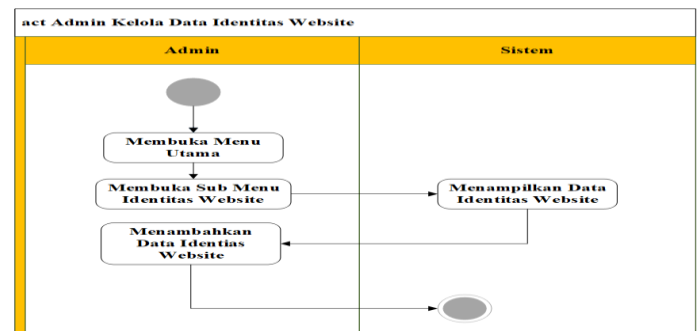 act Admin Kelola Data Identitas Website
Admin
Sistem
Membuka Menu
Utama
Membuka Sub Menu
Identitas Website
Menampilkan Data
Identitas Website
Menambahkan
Data Identias
Website